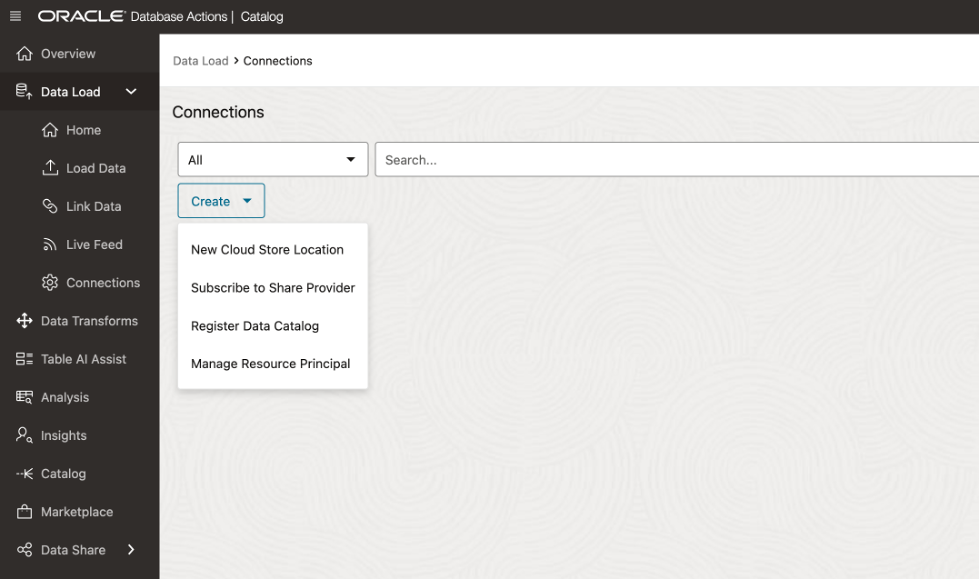 ORACLE Database Actions | Catalog
Overview
Data Load
Home
Load Data
Link Data
Live Feed
Connections
Data Transforms
Table AI Assist
Analysis
Insights
Catalog
Marketplace
Data Share
Data Load > Connections
Connections
All
Search...
Create
New Cloud Store Location
Subscribe to Share Provider
Register Data Catalog
Manage Resource Principal